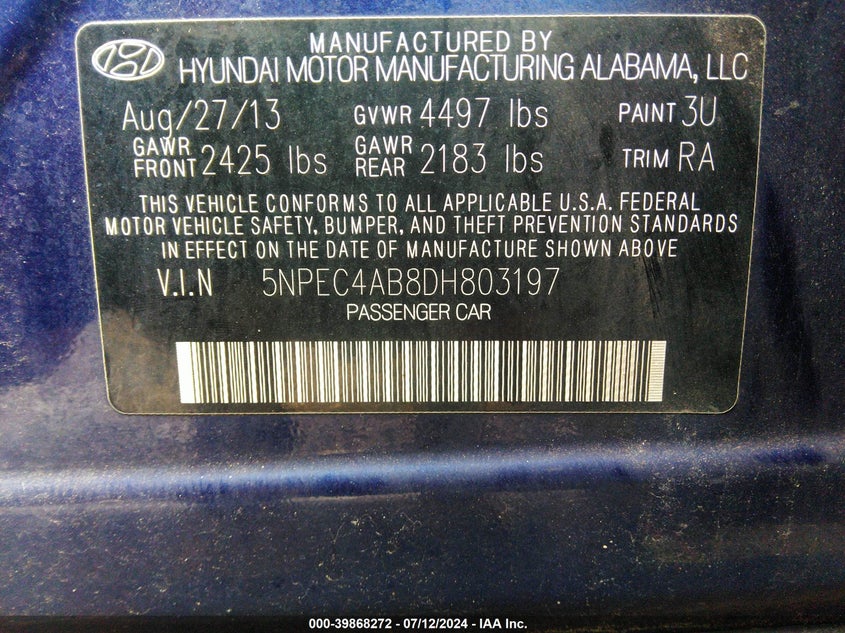 MANUFACTURED BY
HYUNDAI MOTOR MANUFACTURING ALABAMA, LLC
Aug/27/13 GVWR 4497 lbs PAINT 3U
GAWR FRONT 2425 lbs GAWR REAR 2183 lbs TRIM RA
THIS VEHICLE CONFORMS TO ALL APPLICABLE U.S.A. FEDERAL
MOTOR VEHICLE SAFETY, BUMPER, AND THEFT PREVENTION STANDARDS
IN EFFECT ON THE DATE OF MANUFACTURE SHOWN ABOVE
V.I.N 5NPEC4AB8DH803197
PASSENGER CAR
000-39868272 - 07/12/2024 - IAA Inc.